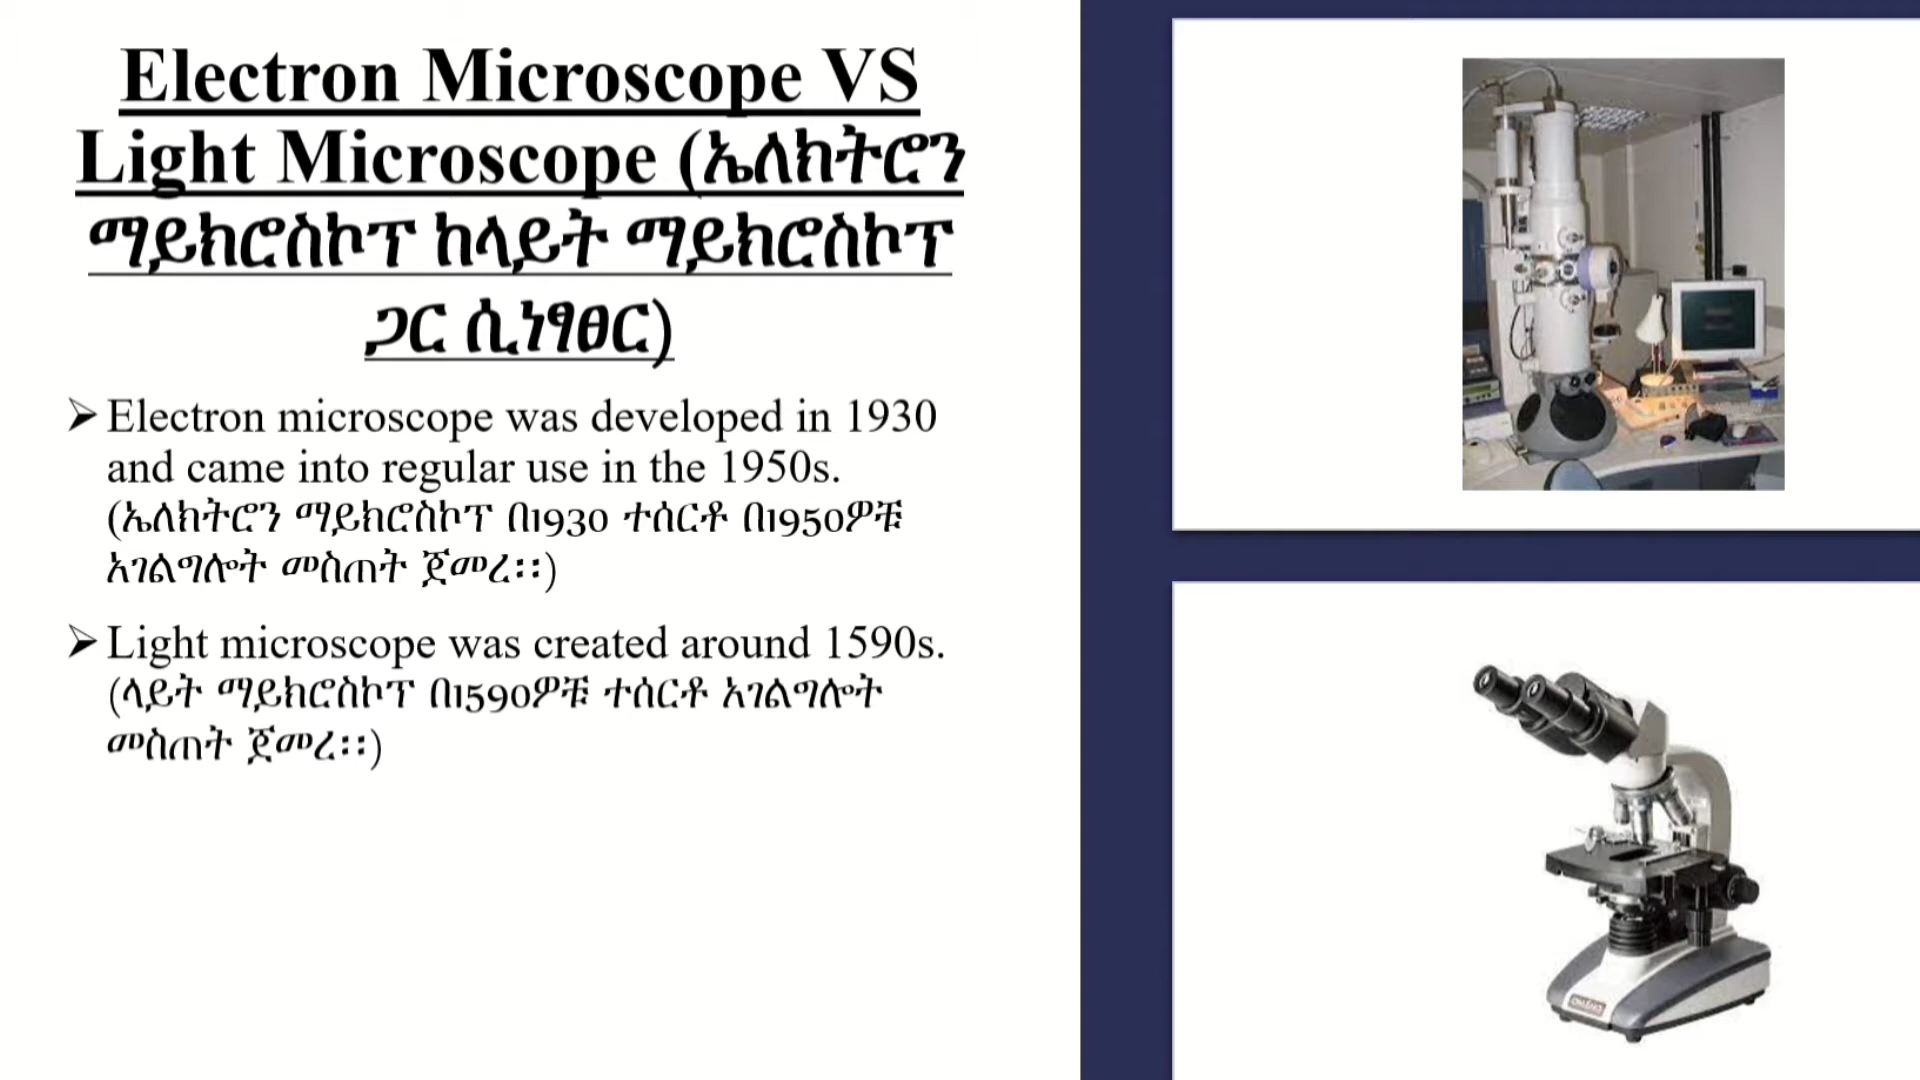 Electron Microscope VS
Light Microscope (ኤለክትሮን
ማይክሮስኮፕ ከላይት ማይክሮስኮፕ
ጋር ሲነፃፀር)
➢ Electron microscope was developed in 1930
and came into regular use in the 1950s.
(ኤለክትሮን ማይክሮስኮፕ በ1930 ተሰርቶ በ1950ዎቹ
አገልግሎት መስጠት ጀመረ፡፡)
➢ Light microscope was created around 1590s.
(ላይት ማይክሮስኮፕ በ1590ዎቹ ተሰርቶ አገልግሎት
መስጠት ጀመረ፡፡)